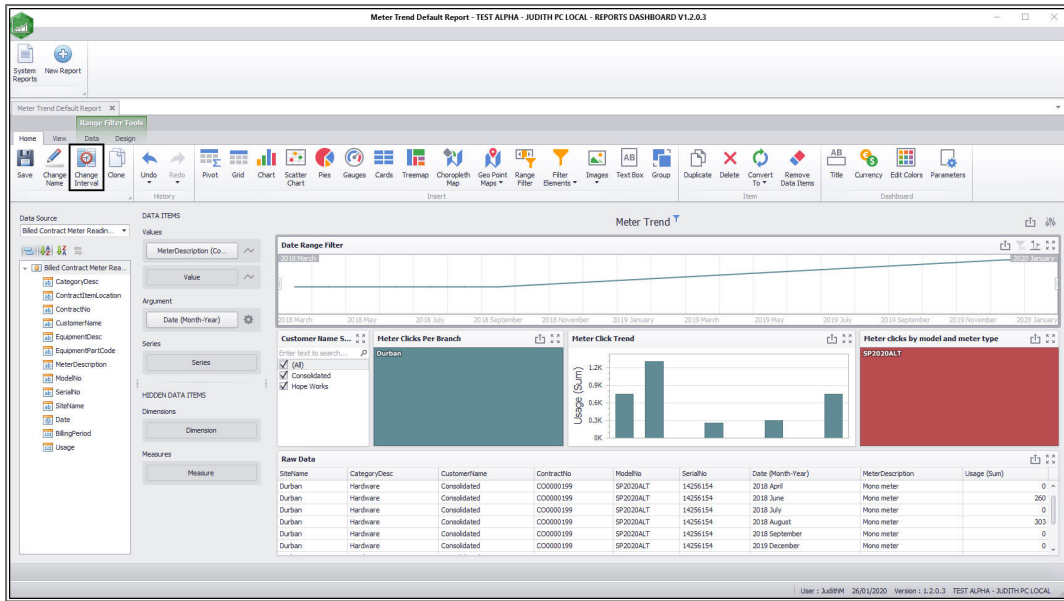 Meter Trend Default Report - TEST ALPHA - JUDITH PC LOCAL - REPORTS DASHBOARD V1.2.0.3
System Reports
New Report
Meter Trend Default Report
Range Filter Tools
Home View Data Design
Save Change Name Change Interval Clone Undo Redo Pivot Grid Chart Scatter Chart Pies Gauges Cards Treemap Choropleth Map Geo Point Maps Range Filter Filter Elements Images AB Text Box Group Duplicate Delete Convert To Remove Data Items AB Title Currency Edit Colors Parameters
History Insert Item Dashboard
Data Source
Billed Contract Meter Readin...
Billed Contract Meter Rea...
CategoryDesc
ContractItemLocation
ContractNo
CustomerName
EquipmentDesc
EquipmentPartCode
MeterDescription
ModelNo
SerialNo
SiteName
Date
BillingPeriod
Usage
DATA ITEMS
Values
MeterDescription (Co...
Value
Argument
Date (Month-Year)
Series
Series
HIDDEN DATA ITEMS
Dimensions
Dimension
Measures
Measure
Meter Trend
Date Range Filter
2018 March 2020 January
2018 March 2018 May 2018 July 2018 September 2018 November 2019 January 2019 March 2019 May 2019 July 2019 September 2019 November 2020 January
Customer Name S...
Enter text to search...
(All)
Consolidated
Hope Works
Meter Clicks Per Branch
Durban
Meter Click Trend
Usage (Sum)
1.2K
0.9K
0.6K
0.3K
0K
Meter clicks by model and meter type
SP2020ALT
Raw Data
SiteName CategoryDesc CustomerName ContractNo ModelNo SerialNo Date (Month-Year) MeterDescription Usage (Sum)
Durban Hardware Consolidated CO0000199 SP2020ALT 14256154 2018 April Mono meter 0
Durban Hardware Consolidated CO0000199 SP2020ALT 14256154 2018 June Mono meter 260
Durban Hardware Consolidated CO0000199 SP2020ALT 14256154 2018 July Mono meter 0
Durban Hardware Consolidated CO0000199 SP2020ALT 14256154 2018 August Mono meter 303
Durban Hardware Consolidated CO0000199 SP2020ALT 14256154 2018 September Mono meter 0
Durban Hardware Consolidated CO0000199 SP2020ALT 14256154 2019 December Mono meter 0
User : JudithM 26/01/2020 Version : 1.2.0.3 TEST ALPHA - JUDITH PC LOCAL